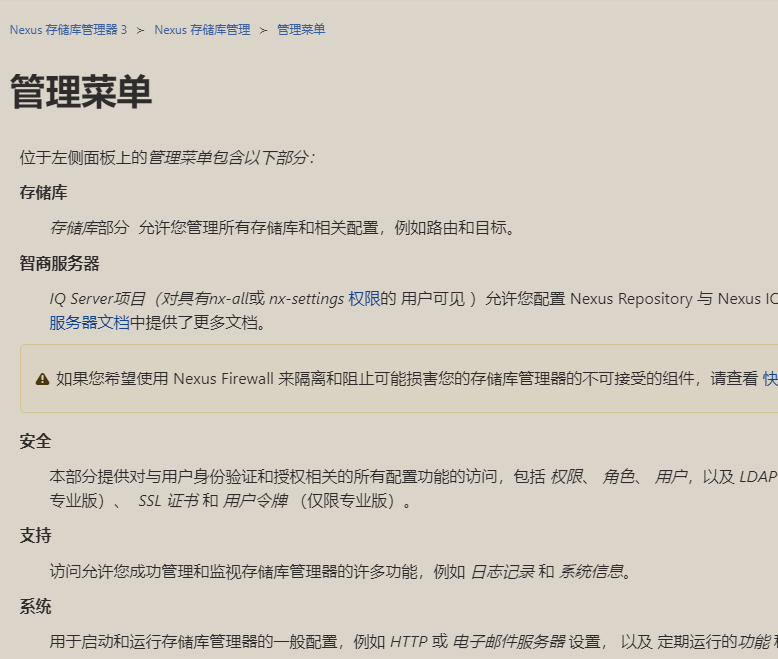 Nexus 存储库管理器 3 > Nexus 存储库管理 > 管理菜单
管理菜单
位于左侧面板上的管理菜单包含以下部分：
存储库
存储库部分 允许您管理所有存储库和相关配置，例如路由和目标。
智商服务器
IQ Server项目（对具有nx-all或 nx-settings 权限的 用户可见 ）允许您配置 Nexus Repository 与 Nexus IQ
服务器文档中提供了更多文档。
如果您希望使用 Nexus Firewall 来隔离和阻止可能损害您的存储库管理器的不可接受的组件，请查看 快
安全
本部分提供对与用户身份验证和授权相关的所有配置功能的访问，包括 权限、 角色、 用户，以及 LDAP
专业版）、 SSL 证书 和 用户令牌 （仅限专业版）。
支持
访问允许您成功管理和监视存储库管理器的许多功能，例如 日志记录 和 系统信息。
系统
用于启动和运行存储库管理器的一般配置，例如 HTTP 或 电子邮件服务器 设置， 以及 定期运行的功能